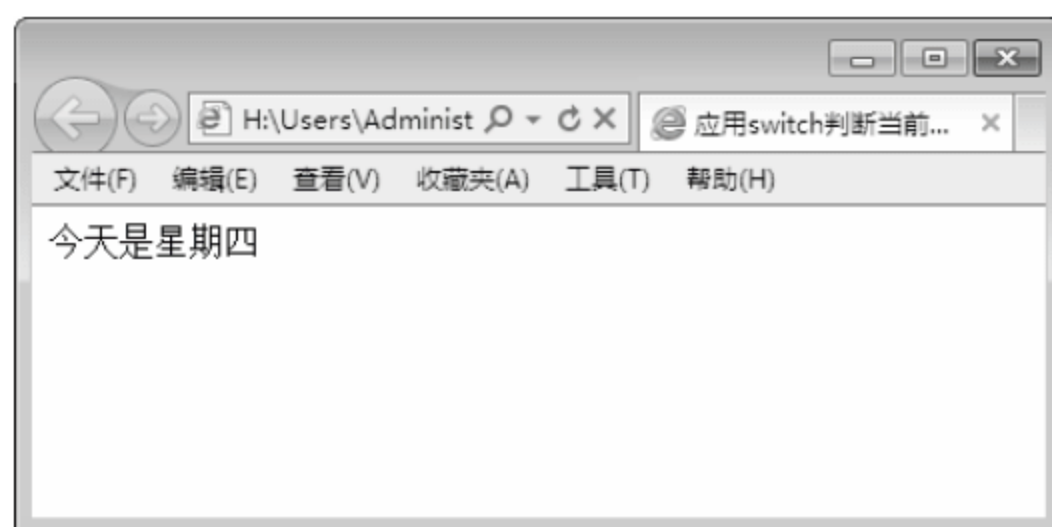 H:\Users\Administ
应用switch判断当前...
文件(F) 编辑(E) 查看(V) 收藏夹(A) 工具(T) 帮助(H)
今天是星期四